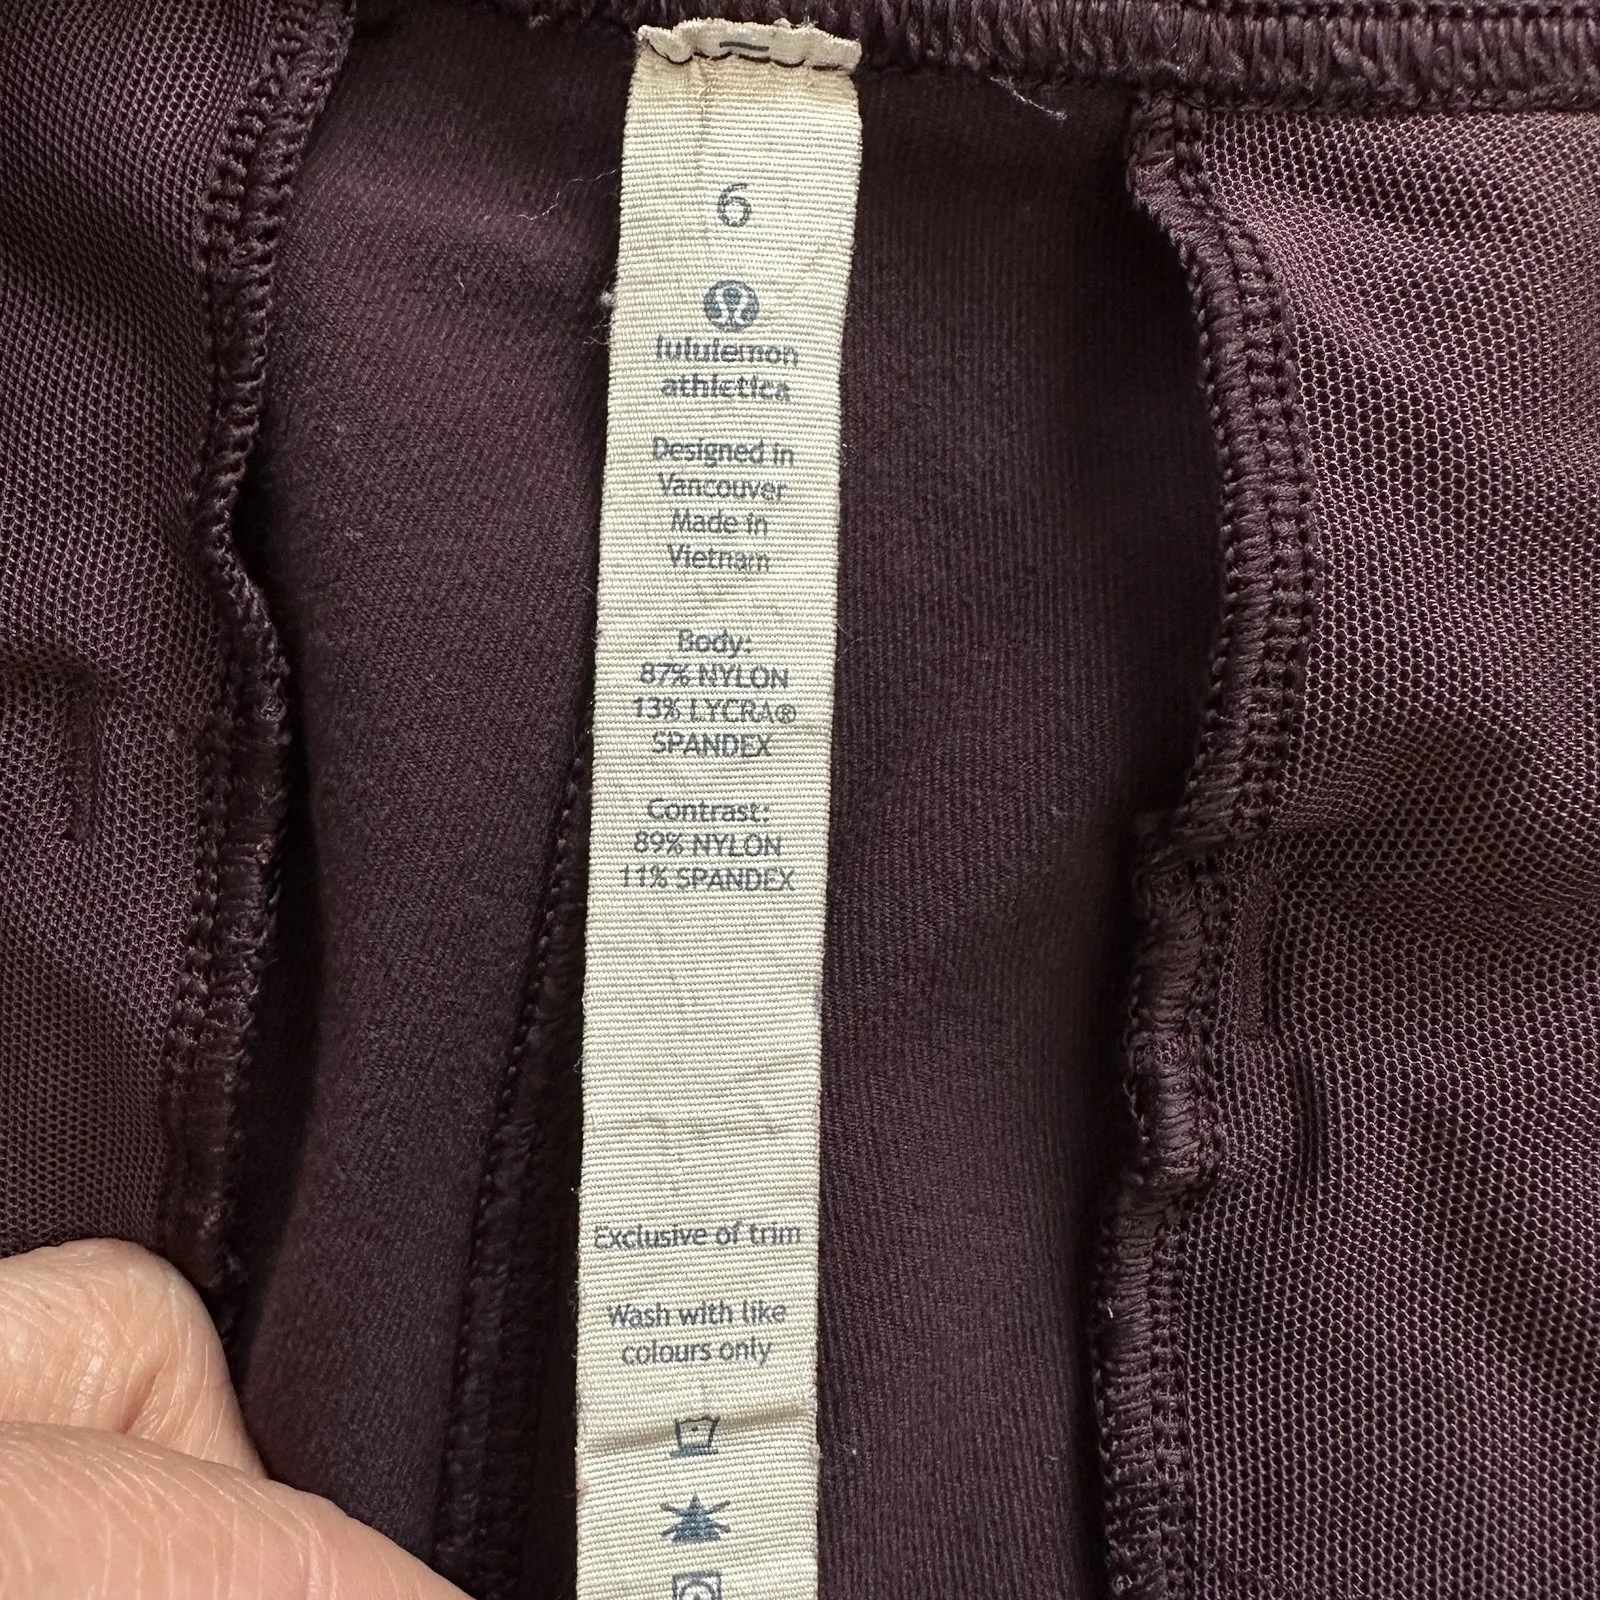 6
lululemon
athletica
Designed in
Vancouver
Made in
Vietnam
Body:
87% NYLON
13% LYCRA®
SPANDEX
Contrast:
89% NYLON
11% SPANDEX
Exclusive of trim
Wash with like
colours only